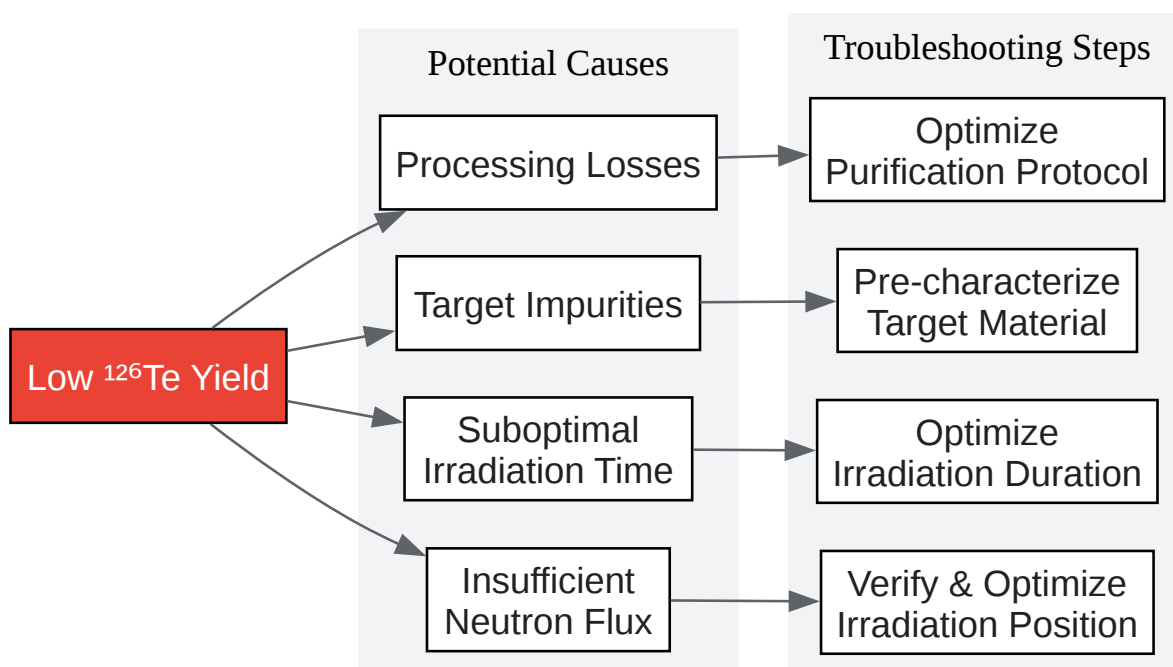 Potential Causes
Troubleshooting Steps
Processing Losses
Optimize
Purification Protocol
Target Impurities
Pre-characterize
Target Material
Low ¹²⁶Te Yield
Suboptimal
Irradiation Time
Optimize
Irradiation Duration
Insufficient
Neutron Flux
Verify & Optimize
Irradiation Position